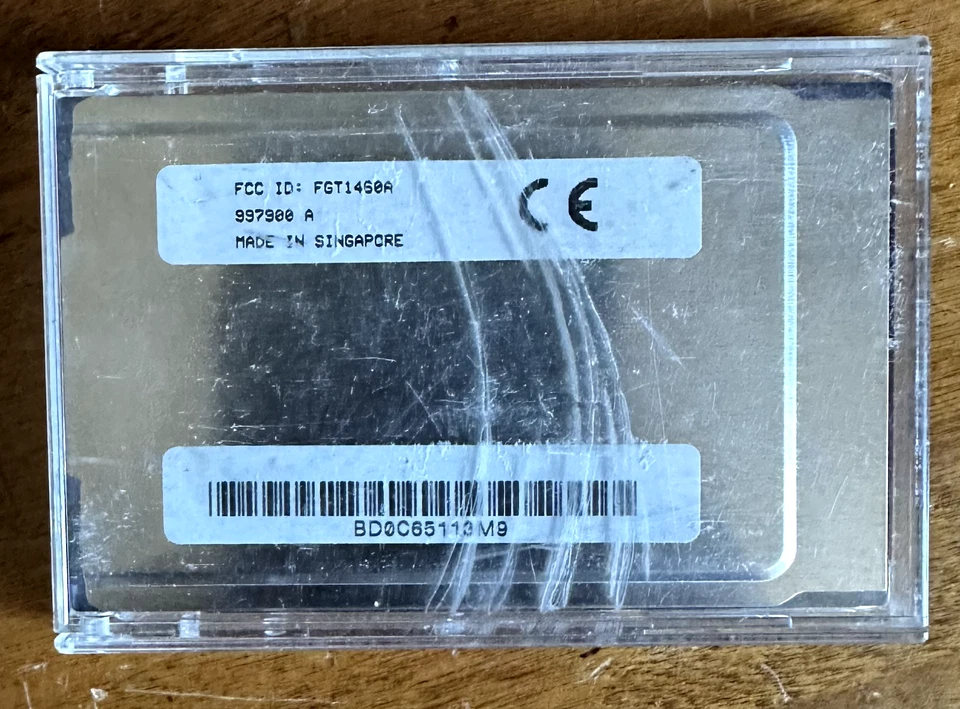 FCC ID: FGT1460A
997900 A
MADE IN SINGAPORE
CE
BD0C65113M9